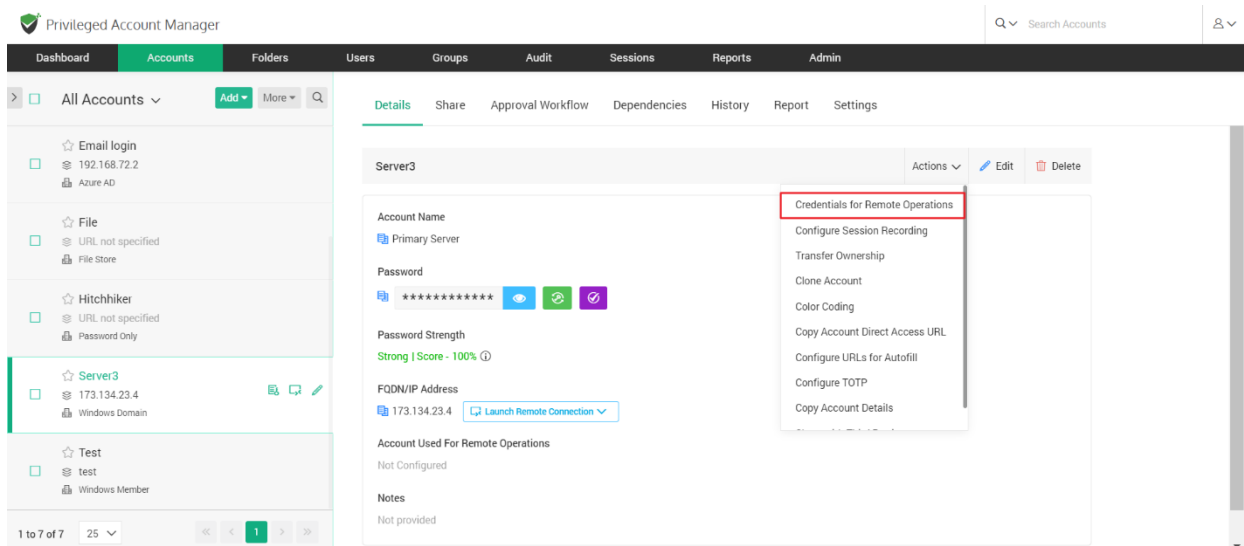 Privileged Account Manager
Search Accounts
Dashboard Accounts Folders Users Groups Audit Sessions Reports Admin
All Accounts Add More
Details Share Approval Workflow Dependencies History Report Settings
Email login
192.168.72.2
Azure AD
File
URL not specified
File Store
Hitchhiker
URL not specified
Password Only
Server3
173.134.23.4
Windows Domain
Test
test
Windows Member
1 to 7 of 7 25 « < 1 > »
Server3 Actions Edit Delete
Account Name
Primary Server
Password
************
Password Strength
Strong | Score - 100%
FQDN/IP Address
173.134.23.4 Launch Remote Connection
Account Used For Remote Operations
Not Configured
Notes
Not provided
Credentials for Remote Operations
Configure Session Recording
Transfer Ownership
Clone Account
Color Coding
Copy Account Direct Access URL
Configure URLs for Autofill
Configure TOTP
Copy Account Details